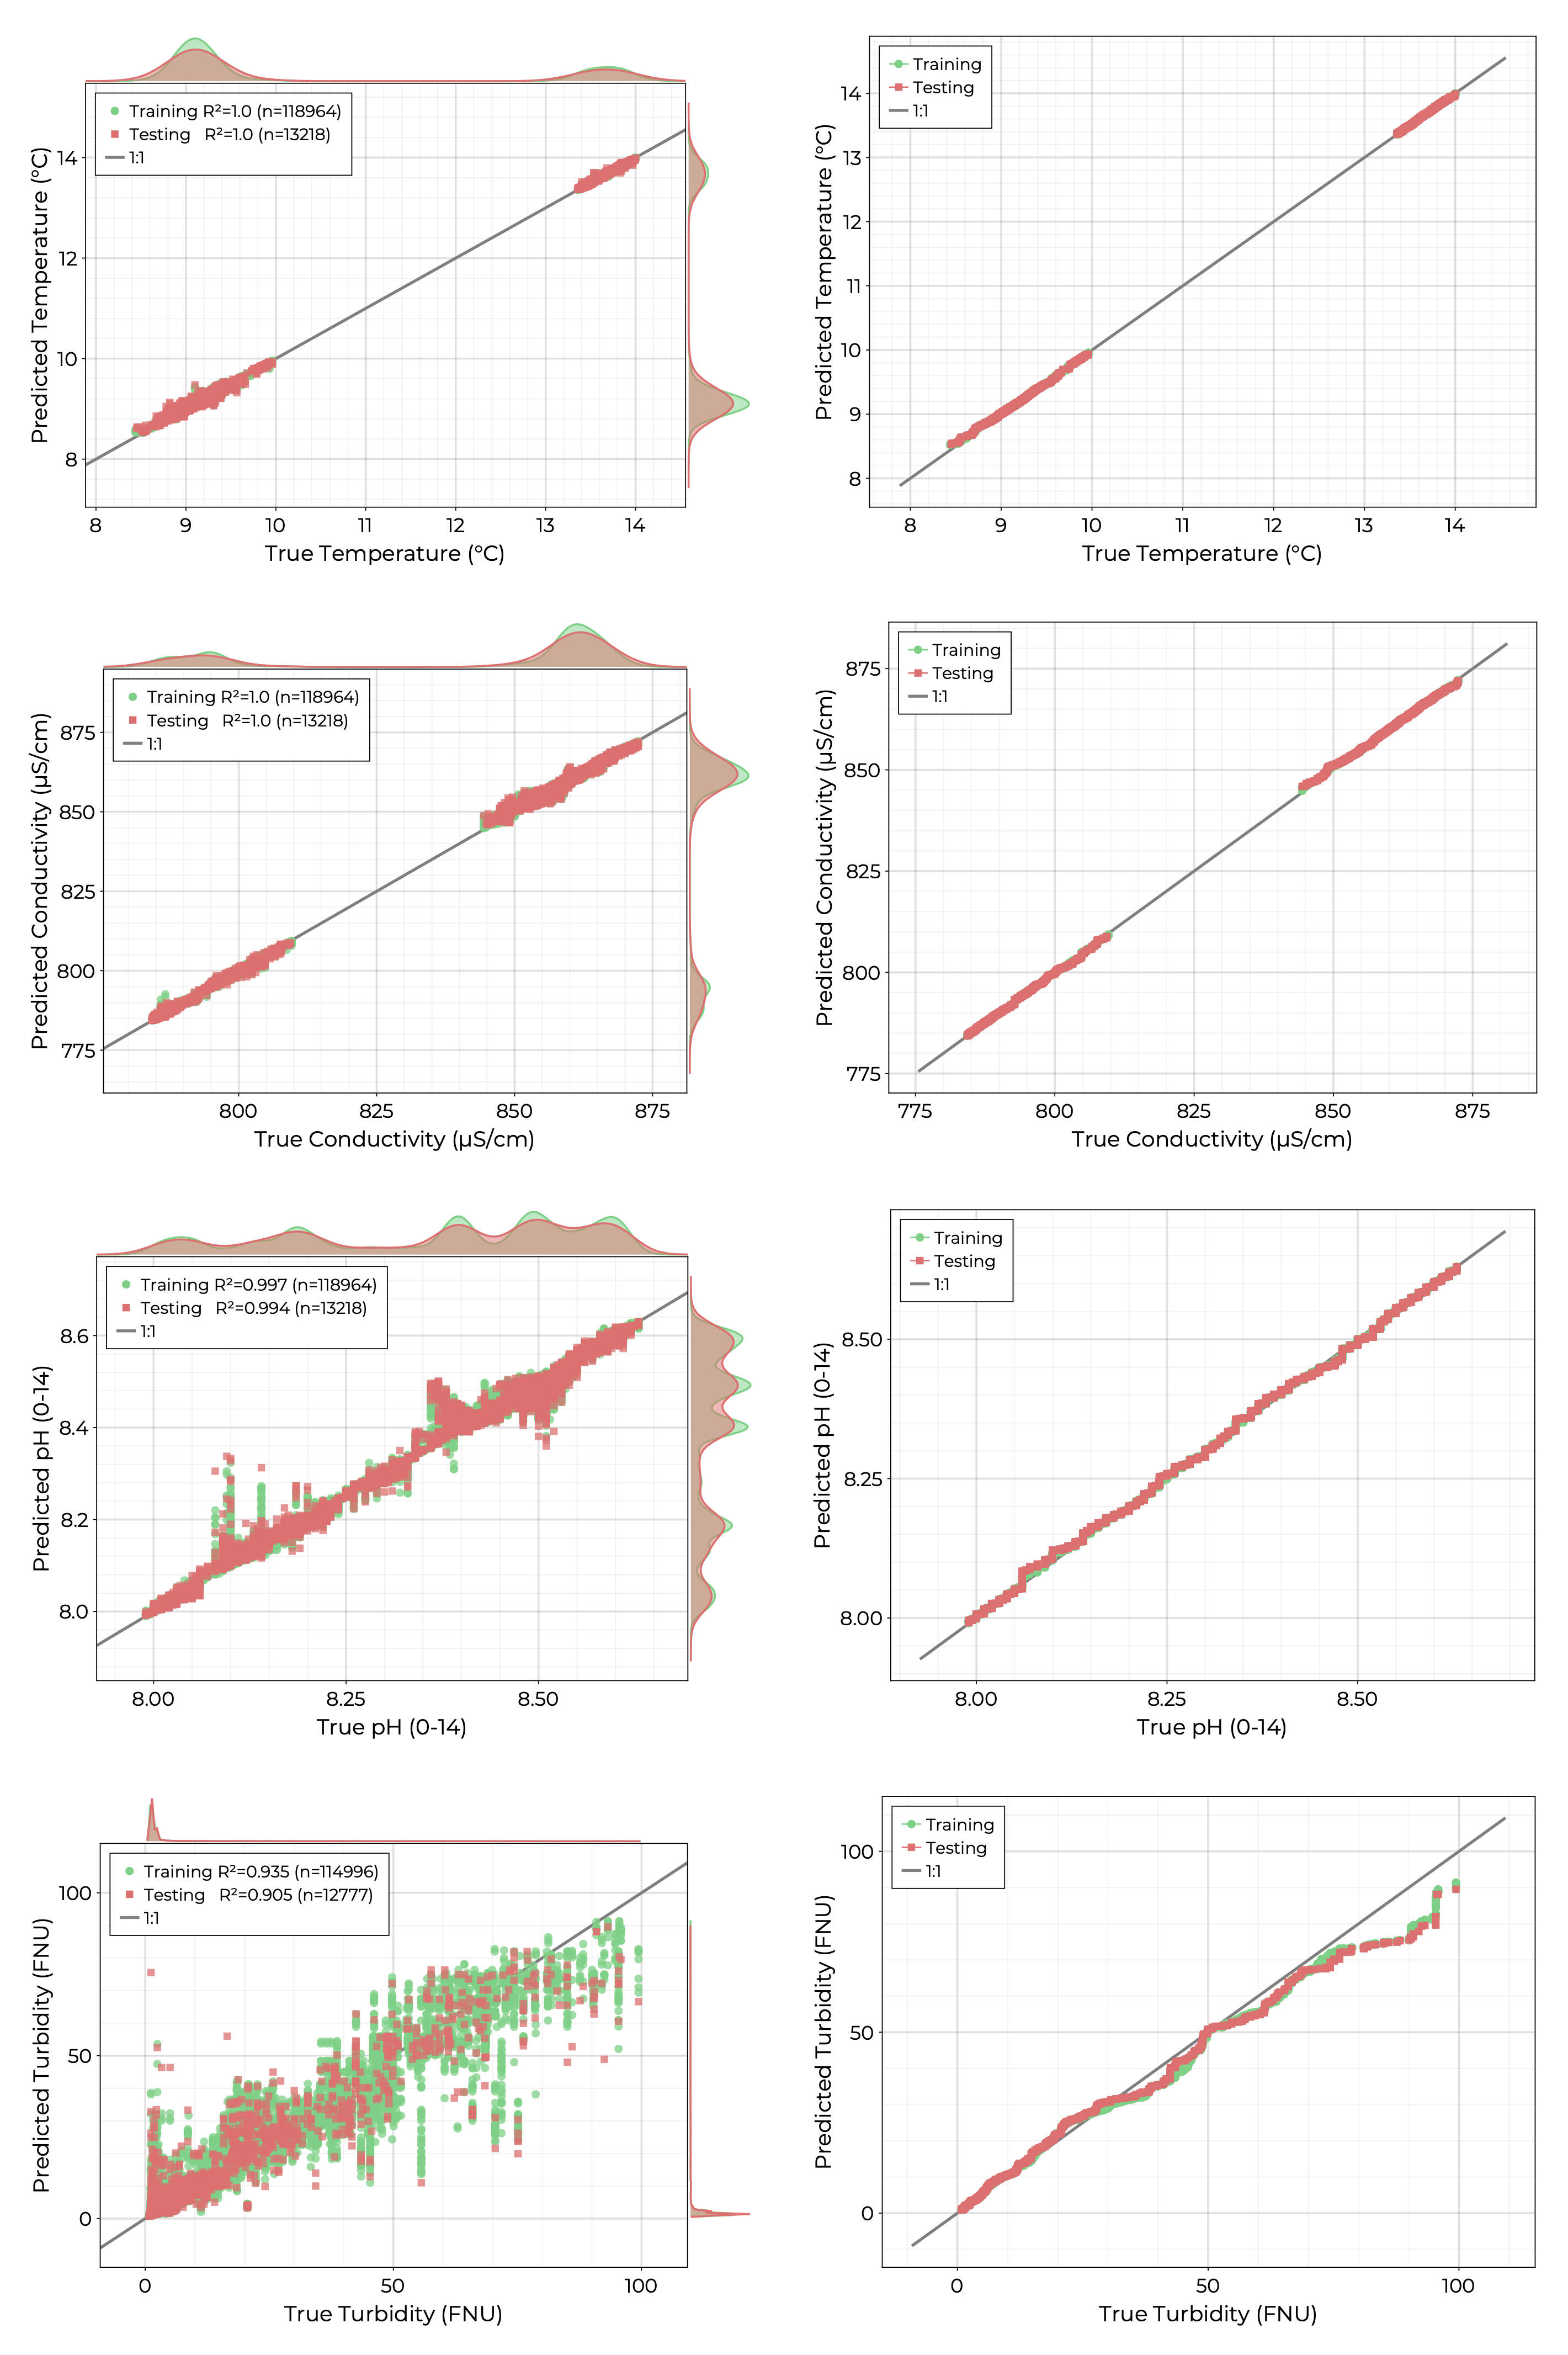 Training R²=1.0 (n=118964)
Testing R²=1.0 (n=13218)
1:1
Predicted Temperature (°C)
14
12
10
8
8 9 10 11 12 13 14
True Temperature (°C)
Training
Testing
1:1
Predicted Temperature (°C)
14
13
12
11
10
9
8
8 9 10 11 12 13 14
True Temperature (°C)
Training R²=1.0 (n=118964)
Testing R²=1.0 (n=13218)
1:1
Predicted Conductivity (μS/cm)
875
850
825
800
775
800 825 850 875
True Conductivity (μS/cm)
Training
Testing
1:1
Predicted Conductivity (μS/cm)
875
850
825
800
775
775 800 825 850 875
True Conductivity (μS/cm)
Training R²=0.997 (n=118964)
Testing R²=0.994 (n=13218)
1:1
Predicted pH (0-14)
8.6
8.4
8.2
8.0
8.00 8.25 8.50
True pH (0-14)
Training
Testing
1:1
Predicted pH (0-14)
8.50
8.25
8.00
8.00 8.25 8.50
True pH (0-14)
Training R²=0.935 (n=114996)
Testing R²=0.905 (n=12777)
1:1
Predicted Turbidity (FNU)
100
50
0
0 50 100
True Turbidity (FNU)
Training
Testing
1:1
Predicted Turbidity (FNU)
100
50
0
0 50 100
True Turbidity (FNU)